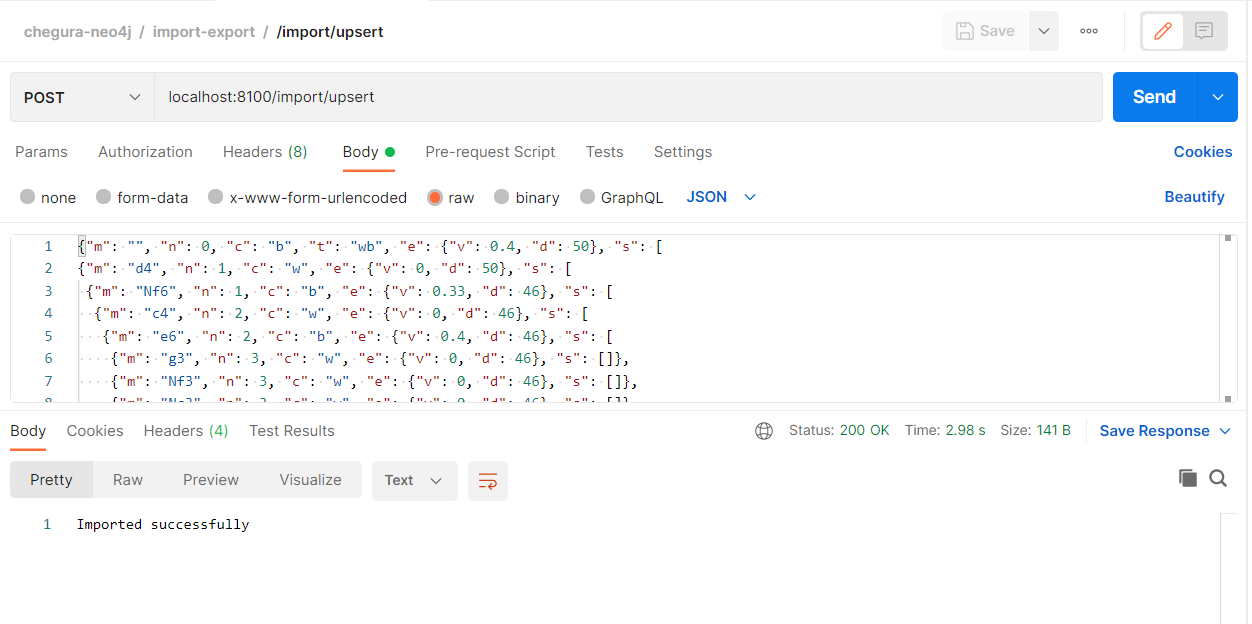 chegura-neo4j / import-export / /import/upsert
Save
POST
localhost:8100/import/upsert
Send
Params Authorization Headers (8) Body Pre-request Script Tests Settings Cookies
none form-data x-www-form-urlencoded raw binary GraphQL JSON Beautify
1 {"m": "", "n": 0, "c": "b", "t": "wb", "e": {"v": 0.4, "d": 50}, "s": [
2 {"m": "d4", "n": 1, "c": "w", "e": {"v": 0, "d": 50}, "s": [
3 {"m": "Nf6", "n": 1, "c": "b", "e": {"v": 0.33, "d": 46}, "s": [
4 {"m": "c4", "n": 2, "c": "w", "e": {"v": 0, "d": 46}, "s": [
5 {"m": "e6", "n": 2, "c": "b", "e": {"v": 0.4, "d": 46}, "s": [
6 {"m": "g3", "n": 3, "c": "w", "e": {"v": 0, "d": 46}, "s": []},
7 {"m": "Nf3", "n": 3, "c": "w", "e": {"v": 0, "d": 46}, "s": []},
Body Cookies Headers (4) Test Results Status: 200 OK Time: 2.98 s Size: 141 B Save Response
Pretty Raw Preview Visualize Text
1 Imported successfully